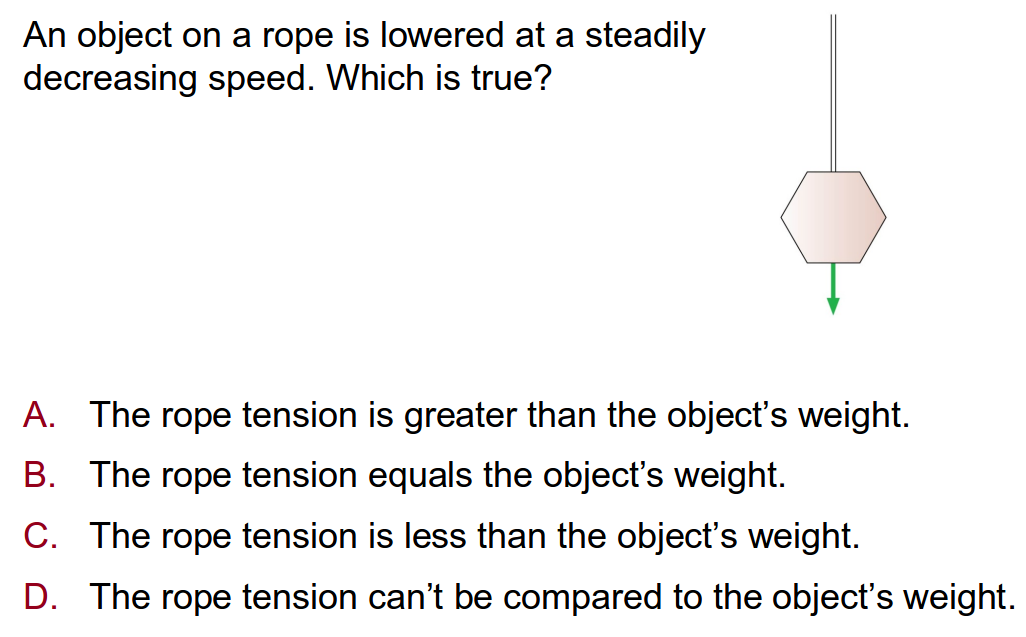 An object on a rope is lowered at a steadily
decreasing speed. Which is true?
A. The rope tension is greater than the object’s weight.
B. The rope tension equals the object’s weight.
C. The rope tension is less than the object’s weight.
D. The rope tension can’t be compared to the object’s weight.